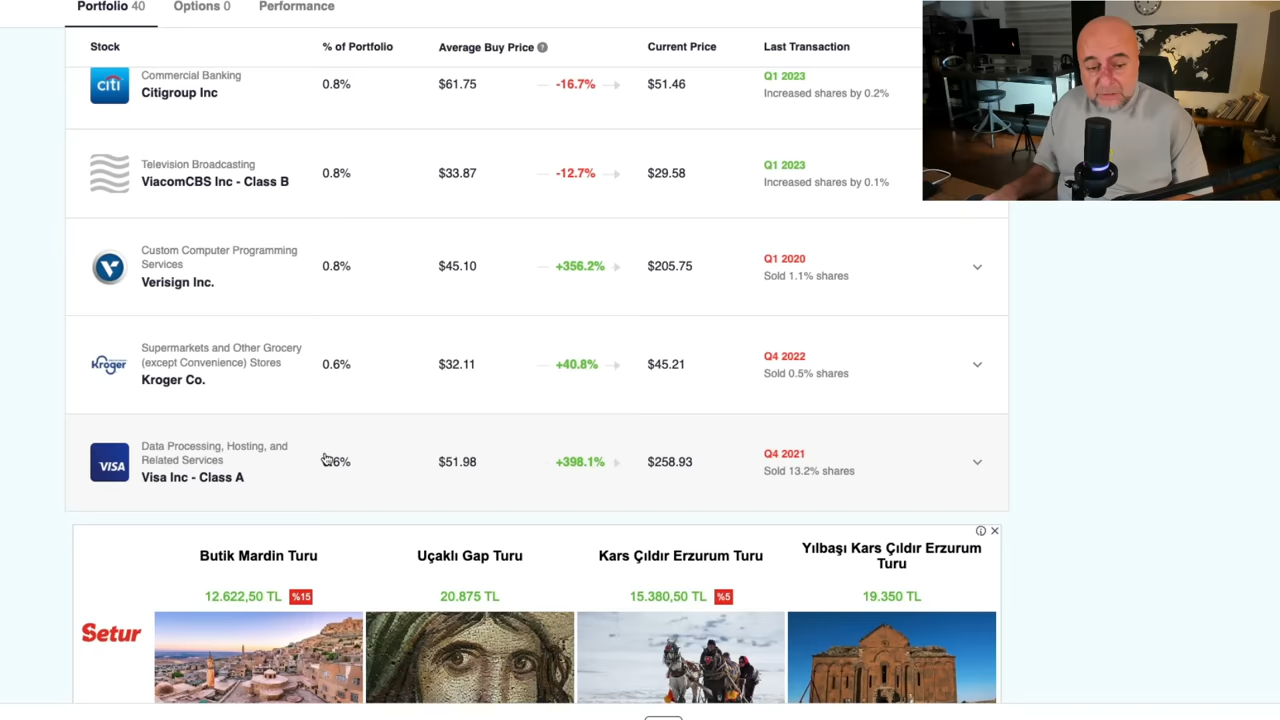 Portfolio 40 Options 0 Performance
Stock % of Portfolio Average Buy Price ? Current Price Last Transaction
citi
Commercial Banking
Citigroup Inc
0.8% $61.75 -16.7% $51.46
Q1 2023
Increased shares by 0.2%
Television Broadcasting
ViacomCBS Inc - Class B
0.8% $33.87 -12.7% $29.58
Q1 2023
Increased shares by 0.1%
Custom Computer Programming
Services
Verisign Inc.
0.8% $45.10 +356.2% $205.75
Q1 2020
Sold 1.1% shares
Kroger
Supermarkets and Other Grocery
(except Convenience) Stores
Kroger Co.
0.6% $32.11 +40.8% $45.21
Q4 2022
Sold 0.5% shares
VISA
Data Processing, Hosting, and
Related Services
Visa Inc - Class A
6% $51.98 +398.1% $258.93
Q4 2021
Sold 13.2% shares
Setur
Butik Mardin Turu
12.622,50 TL %15
Uçaklı Gap Turu
20.875 TL
Kars Çıldır Erzurum Turu
15.380,50 TL %5
Yılbaşı Kars Çıldır Erzurum
Turu
19.350 TL